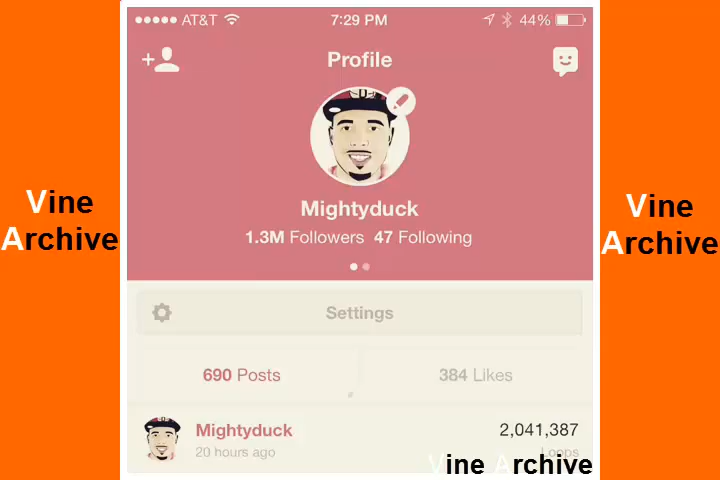 AT&T 7:29 PM 44%
Profile
Mightyduck
1.3M Followers 47 Following
Settings
690 Posts 384 Likes
Mightyduck 2,041,387
20 hours ago Loops
Vine Archive
Vine
Archive
Vine
Archive